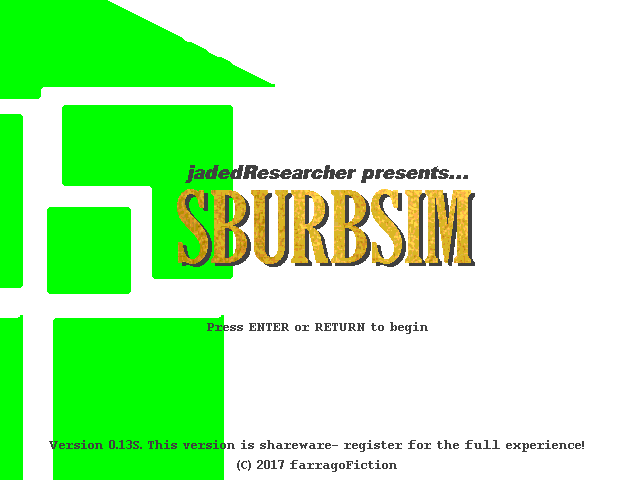 jadedResearcher presents...
SBURBSIM
Press ENTER or RETURN to begin
Version 0.13S. This version is shareware- register for the full experience!
(C) 2017 farragoFiction